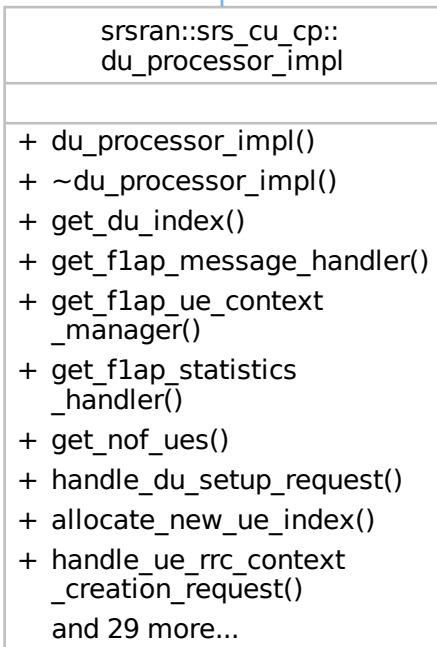 srsran::srs_cu_cp::
du_processor_impl
+ du_processor_impl()
+ ~du_processor_impl()
+ get_du_index()
+ get_f1ap_message_handler()
+ get_f1ap_ue_context
_manager()
+ get_f1ap_statistics
_handler()
+ get_nof_ues()
+ handle_du_setup_request()
+ allocate_new_ue_index()
+ handle_ue_rrc_context
_creation_request()
and 29 more...